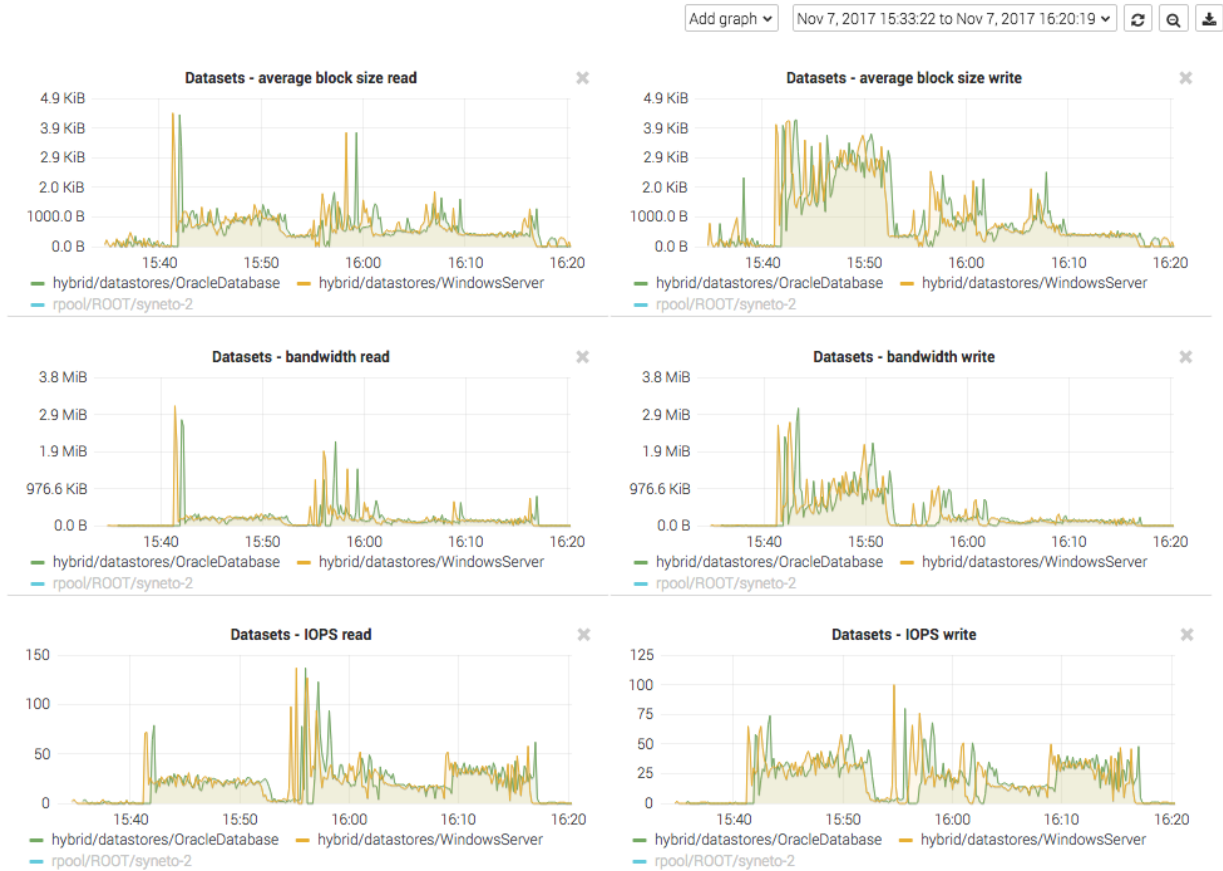 Add graph Nov 7, 2017 15:33:22 to Nov 7, 2017 16:20:19
Datasets - average block size read
4.9 KiB
3.9 KiB
2.9 KiB
2.0 KiB
1000.0 B
0.0 B
15:40 15:50 16:00 16:10 16:20
hybrid/datastores/OracleDatabase hybrid/datastores/WindowsServer
rpool/ROOT/syneto-2
Datasets - average block size write
4.9 KiB
3.9 KiB
2.9 KiB
2.0 KiB
1000.0 B
0.0 B
15:40 15:50 16:00 16:10 16:20
hybrid/datastores/OracleDatabase hybrid/datastores/WindowsServer
rpool/ROOT/syneto-2
Datasets - bandwidth read
3.8 MiB
2.9 MiB
1.9 MiB
976.6 KiB
0.0 B
15:40 15:50 16:00 16:10 16:20
hybrid/datastores/OracleDatabase hybrid/datastores/WindowsServer
rpool/ROOT/syneto-2
Datasets - bandwidth write
3.8 MiB
2.9 MiB
1.9 MiB
976.6 KiB
0.0 B
15:40 15:50 16:00 16:10 16:20
hybrid/datastores/OracleDatabase hybrid/datastores/WindowsServer
rpool/ROOT/syneto-2
Datasets - IOPS read
150
100
50
0
15:40 15:50 16:00 16:10 16:20
hybrid/datastores/OracleDatabase hybrid/datastores/WindowsServer
rpool/ROOT/syneto-2
Datasets - IOPS write
125
100
75
50
25
0
15:40 15:50 16:00 16:10 16:20
hybrid/datastores/OracleDatabase hybrid/datastores/WindowsServer
rpool/ROOT/syneto-2